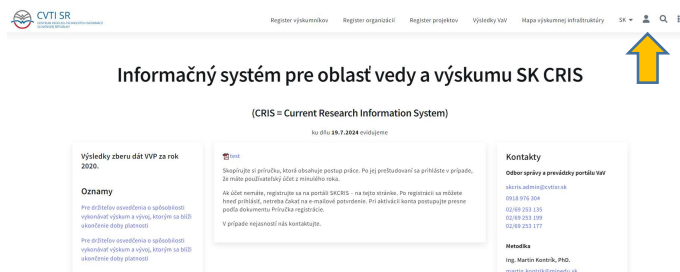 CVTI SR
Register výskumníkov Register organizácií Register projektov Výsledky VaV Mapa výskumnej infraštruktúry SK
Informačný systém pre oblasť vedy a výskumu SK CRIS
(CRIS = Current Research Information System)
ku dňu 19.7.2024 evidujeme
Výsledky zberu dát VVP za rok
2020.
Oznamy
Pre držiteľov osvedčenia o spôsobilosti
vykonávať výskum a vývoj, ktorým sa blíži
ukončenie doby platnosti
Pre držiteľov osvedčenia o spôsobilosti
vykonávať výskum a vývoj, ktorým sa blíži
ukončenie doby platnosti
test
Skopírujte si príručku, ktorá obsahuje postup práce. Po jej preštudovaní sa prihláste v prípade,
že máte používateľský účet z minulého roka.
Ak účet nemáte, registrujte sa na portáli SKCRIS – na tejto stránke. Po registrácii sa môžete
hneď prihlásiť, netreba čakať na e-mailové potvrdenie. Pri aktivácii konta postupujte presne
podľa dokumentu Príručka registrácie.
V prípade nejasností nás kontaktujte.
Kontakty
Odbor správy a prevádzky portálu VaV
skcris.admin@cvtisr.sk
0918 976 304
02/69 253 135
02/69 253 199
02/69 253 177
Metodika
Ing. Martin Kontrík, PhD.
martin.kontrik@minedu.sk